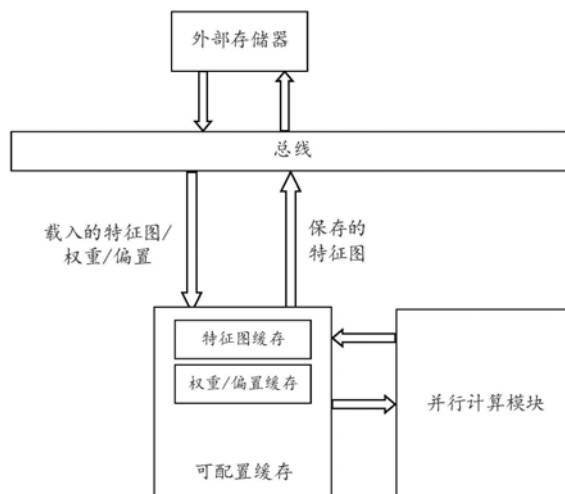 外部存储器
总线
载入的特征图/
权重/偏置
保存的
特征图
特征图缓存
权重/偏置缓存
可配置缓存
并行计算模块